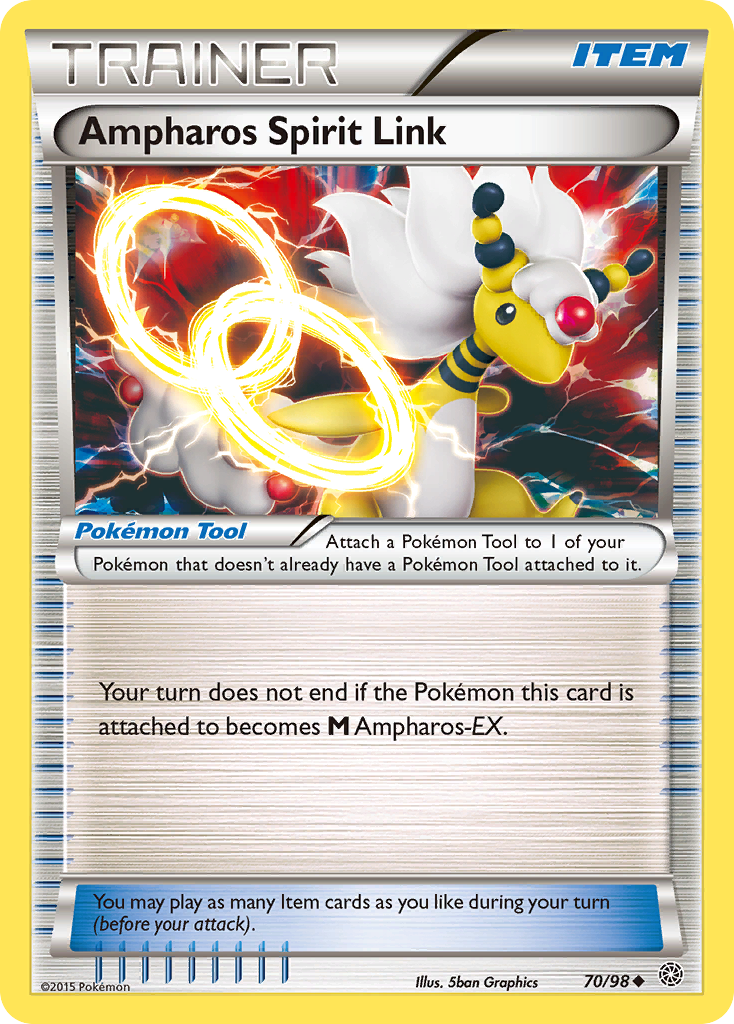 TRAINER
ITEM
Ampharos Spirit Link
Pokémon Tool
Attach a Pokémon Tool to 1 of your
Pokémon that doesn't already have a Pokémon Tool attached to it.
Your turn does not end if the Pokémon this card is
attached to becomes M Ampharos-EX.
You may play as many Item cards as you like during your turn
(before your attack).
©2015 Pokémon
Illus. 5ban Graphics
70/98